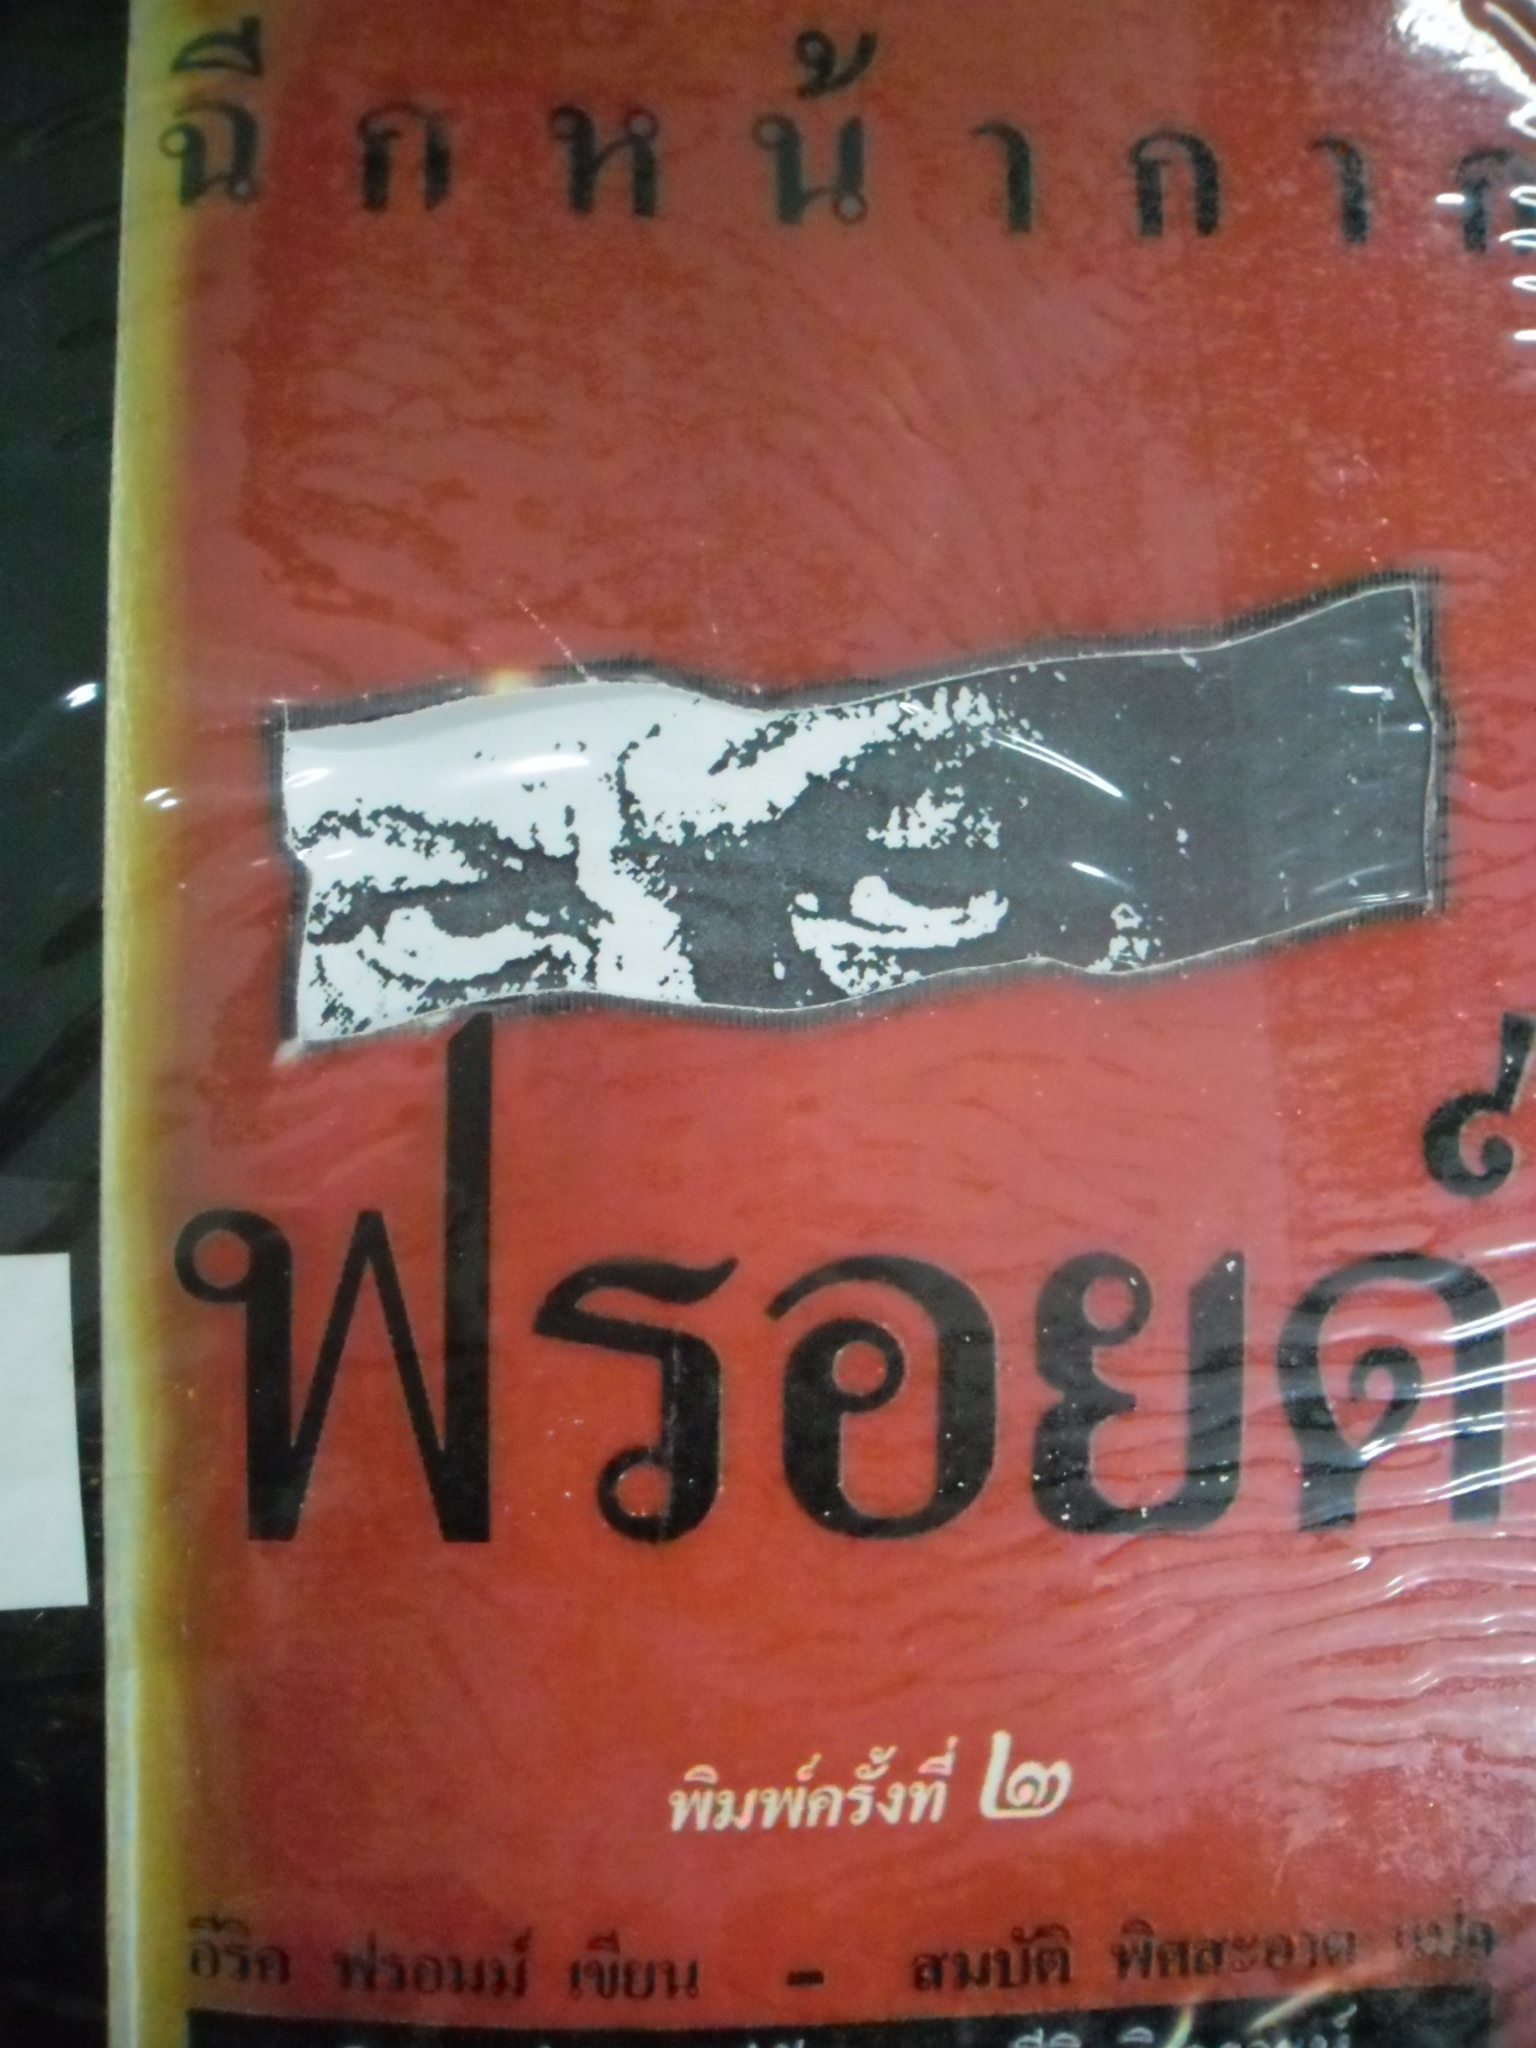 ฉีกหน้ากาก
ฟรอยด์
พิมพ์ครั้งที่ ๒
อีริค ฟรอมม์ เขียน - สมบัติ พิศสะอาด แปล